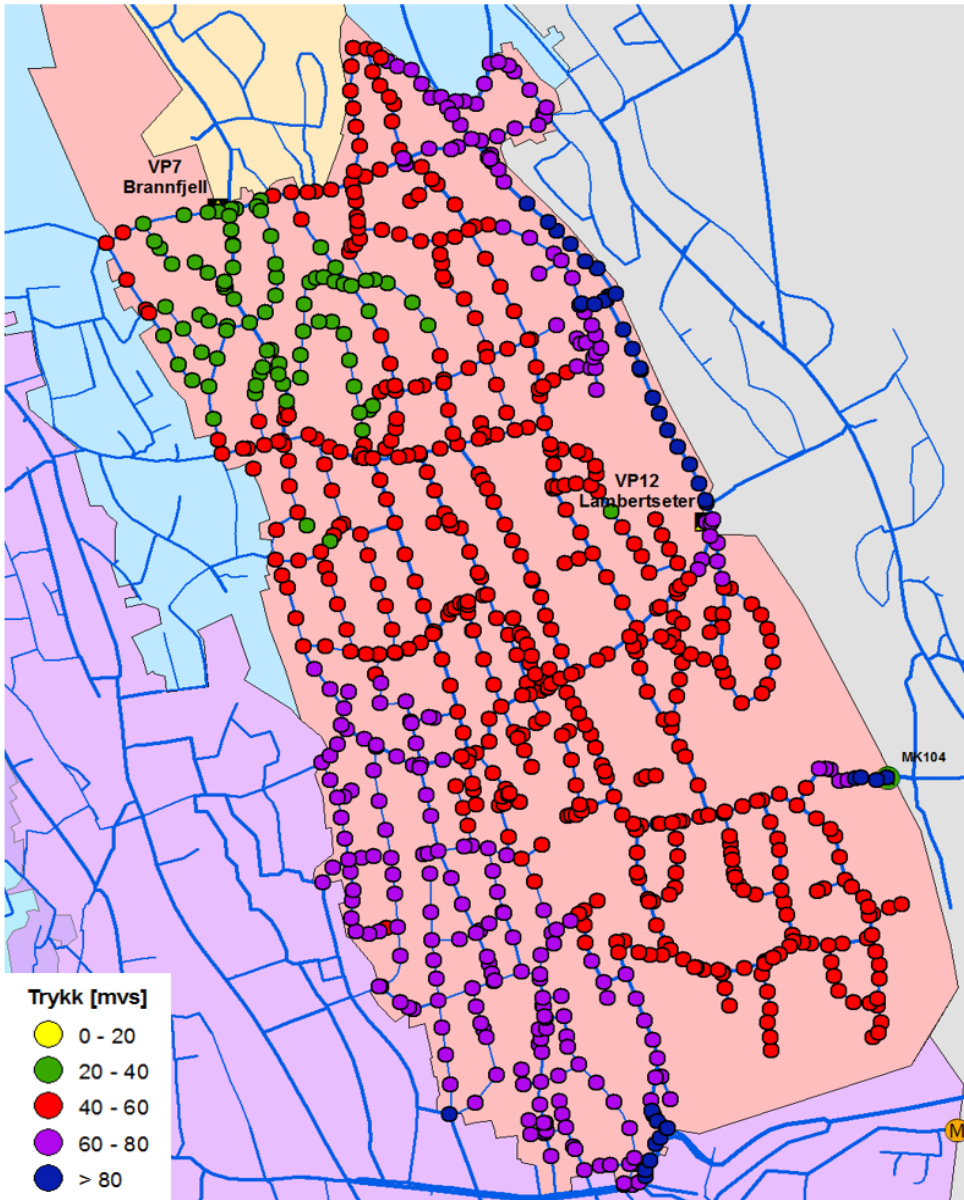 VP7
Brannfjell
VP12
Lambertseter
MK104
M
Trykk [mvs]
0 - 20
20 - 40
40 - 60
60 - 80
> 80